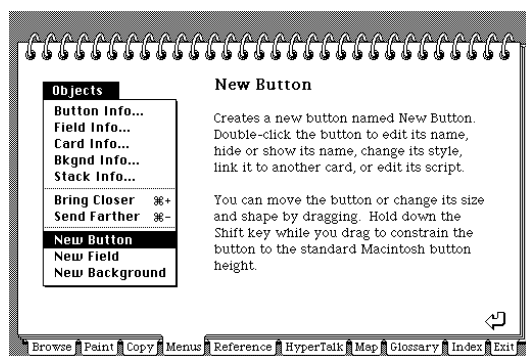 Objects
Button Info...
Field Info...
Card Info...
Bkgnd Info...
Stack Info...
Bring Closer ⌘+
Send Farther ⌘–
New Button
New Field
New Background
New Button
Creates a new button named New Button.
Double-click the button to edit its name,
hide or show its name, change its style,
link it to another card, or edit its script.
You can move the button or change its size
and shape by dragging. Hold down the
Shift key while you drag to constrain the
button to the standard Macintosh button
height.
Browse Paint Copy Menus Reference HyperTalk Map Glossary Index Exit